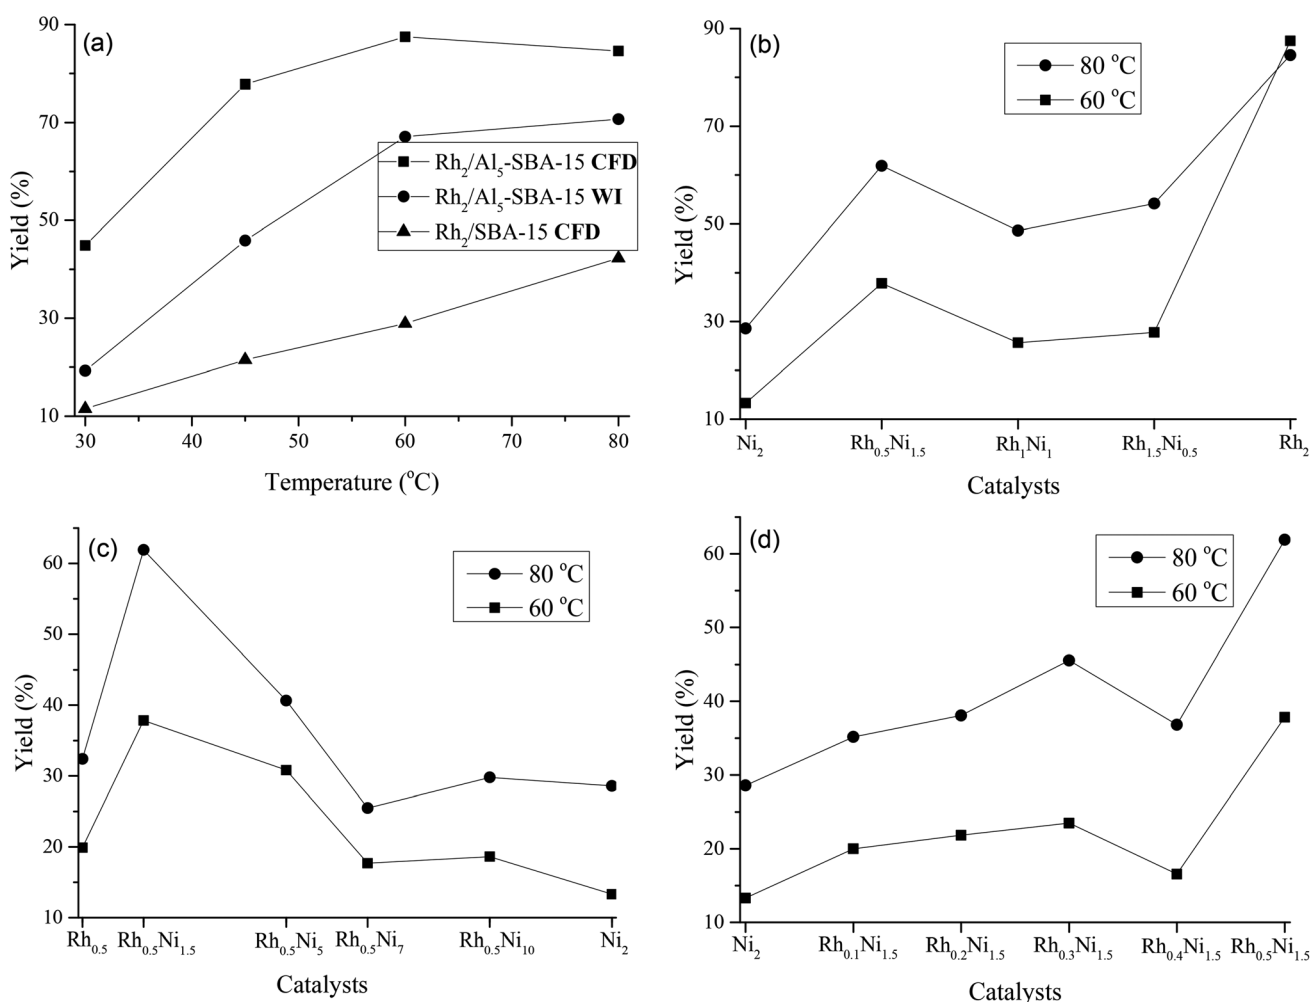 (a)
90
70
50
30
10
Yield (%)
Rh₂/Al₅-SBA-15 CFD
Rh₂/Al₅-SBA-15 WI
Rh₂/SBA-15 CFD
30 40 50 60 70 80
Temperature (°C)
(b)
90
70
50
30
10
Yield (%)
80 °C
60 °C
Ni₂ Rh₀.₅Ni₁.₅ Rh₁Ni₁ Rh₁.₅Ni₀.₅ Rh₂
Catalysts
(c)
60
50
40
30
20
10
Yield (%)
80 °C
60 °C
Rh₀.₅ Rh₀.₅Ni₁.₅ Rh₀.₅Ni₅ Rh₀.₅Ni₇ Rh₀.₅Ni₁₀ Ni₂
Catalysts
(d)
60
50
40
30
20
10
Yield (%)
80 °C
60 °C
Ni₂ Rh₀.₁Ni₁.₅ Rh₀.₂Ni₁.₅ Rh₀.₃Ni₁.₅ Rh₀.₄Ni₁.₅ Rh₀.₅Ni₁.₅
Catalysts